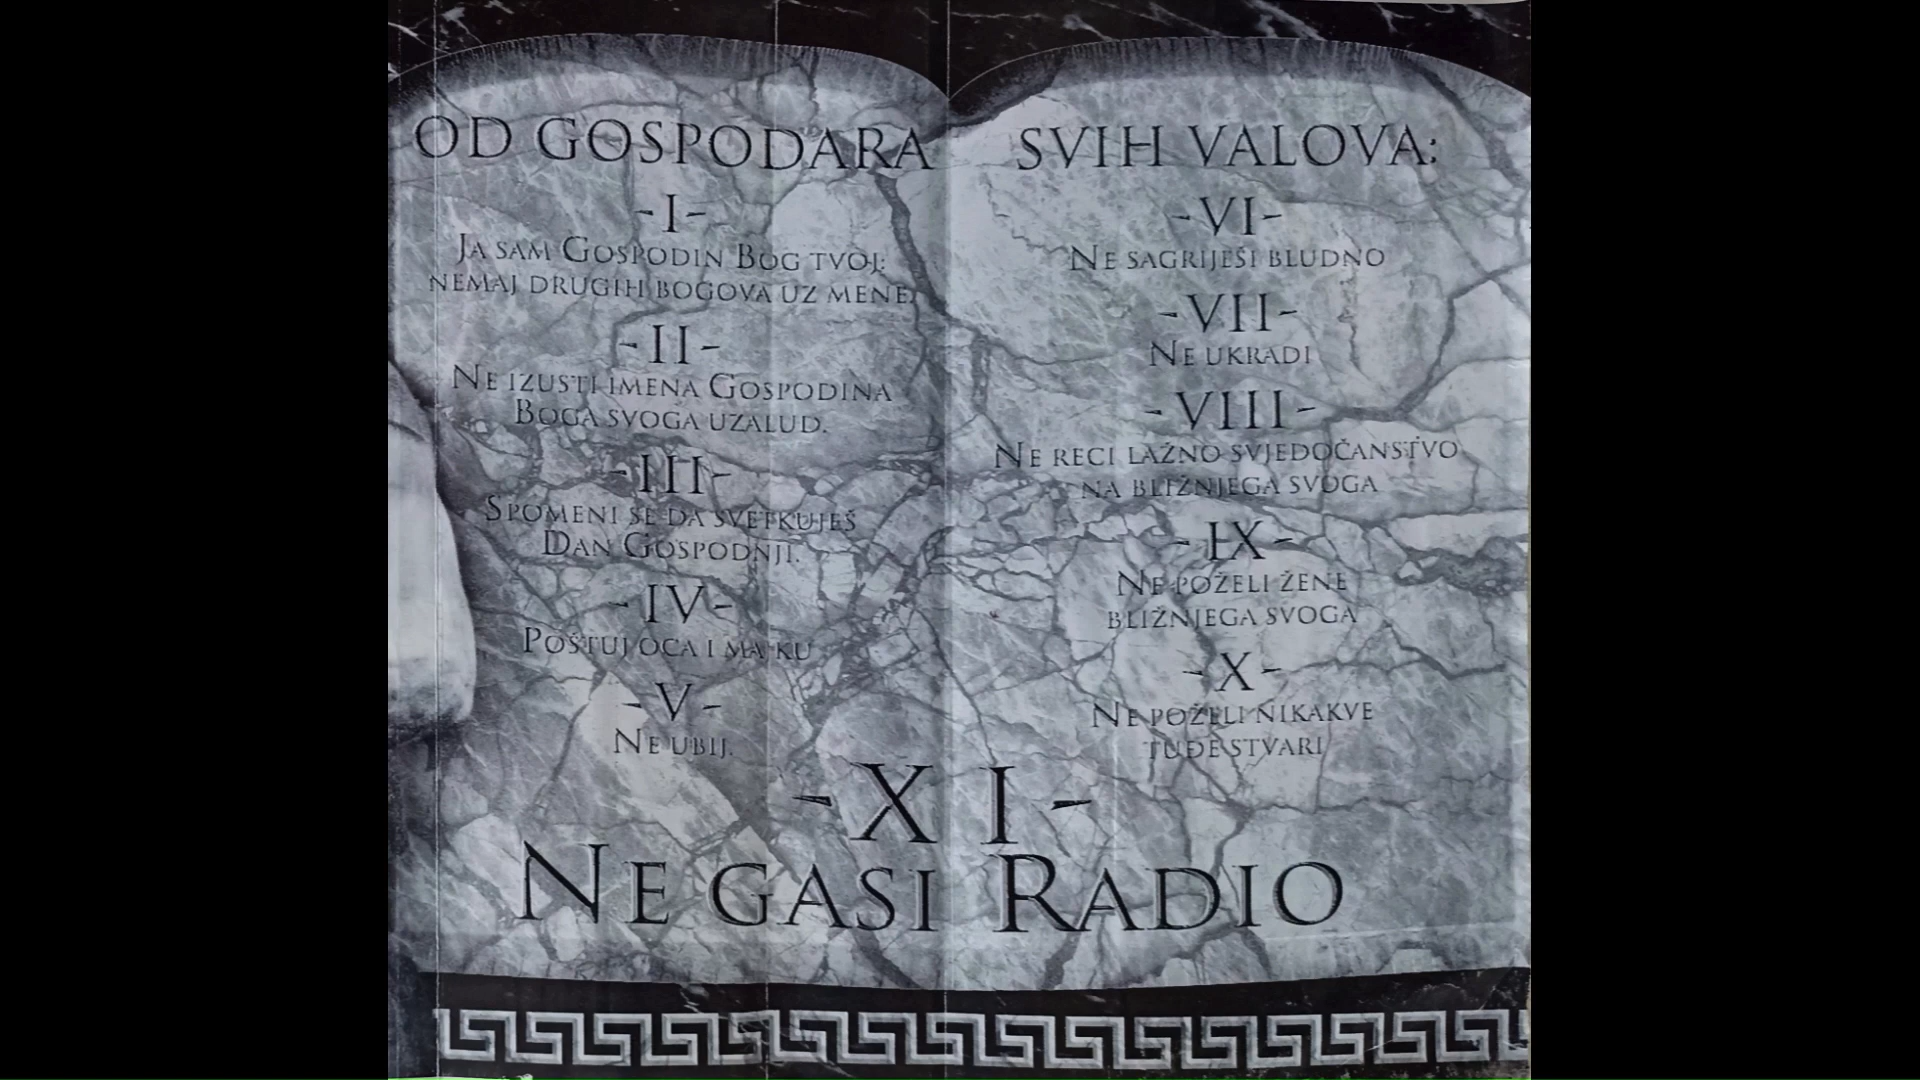 OD GOSPODARA SVIH VALOVA:
-I-
JA SAM GOSPODIN BOG TVOJ:
NEMAJ DRUGIH BOGOVA UZ MENE.
-II-
NE IZUSTI IMENA GOSPODINA
BOGA SVOGA UZALUD.
-III-
SPOMENI SE DA SVETKUJEŠ
DAN GOSPODNJI.
-IV-
POŠTUJ OCA I MAJKU
-V-
NE UBIJ.
-VI-
NE SAGRIJEŠI BLUDNO
-VII-
NE UKRADI
-VIII-
NE RECI LAŽNO SVJEDOČANSTVO
NA BLIŽNJEGA SVOGA
-IX-
NE POŽELI ŽENE
BLIŽNJEGA SVOGA
-X-
NE POŽELI NIKAKVE
TUĐE STVARI
-XI-
NE GASI RADIO